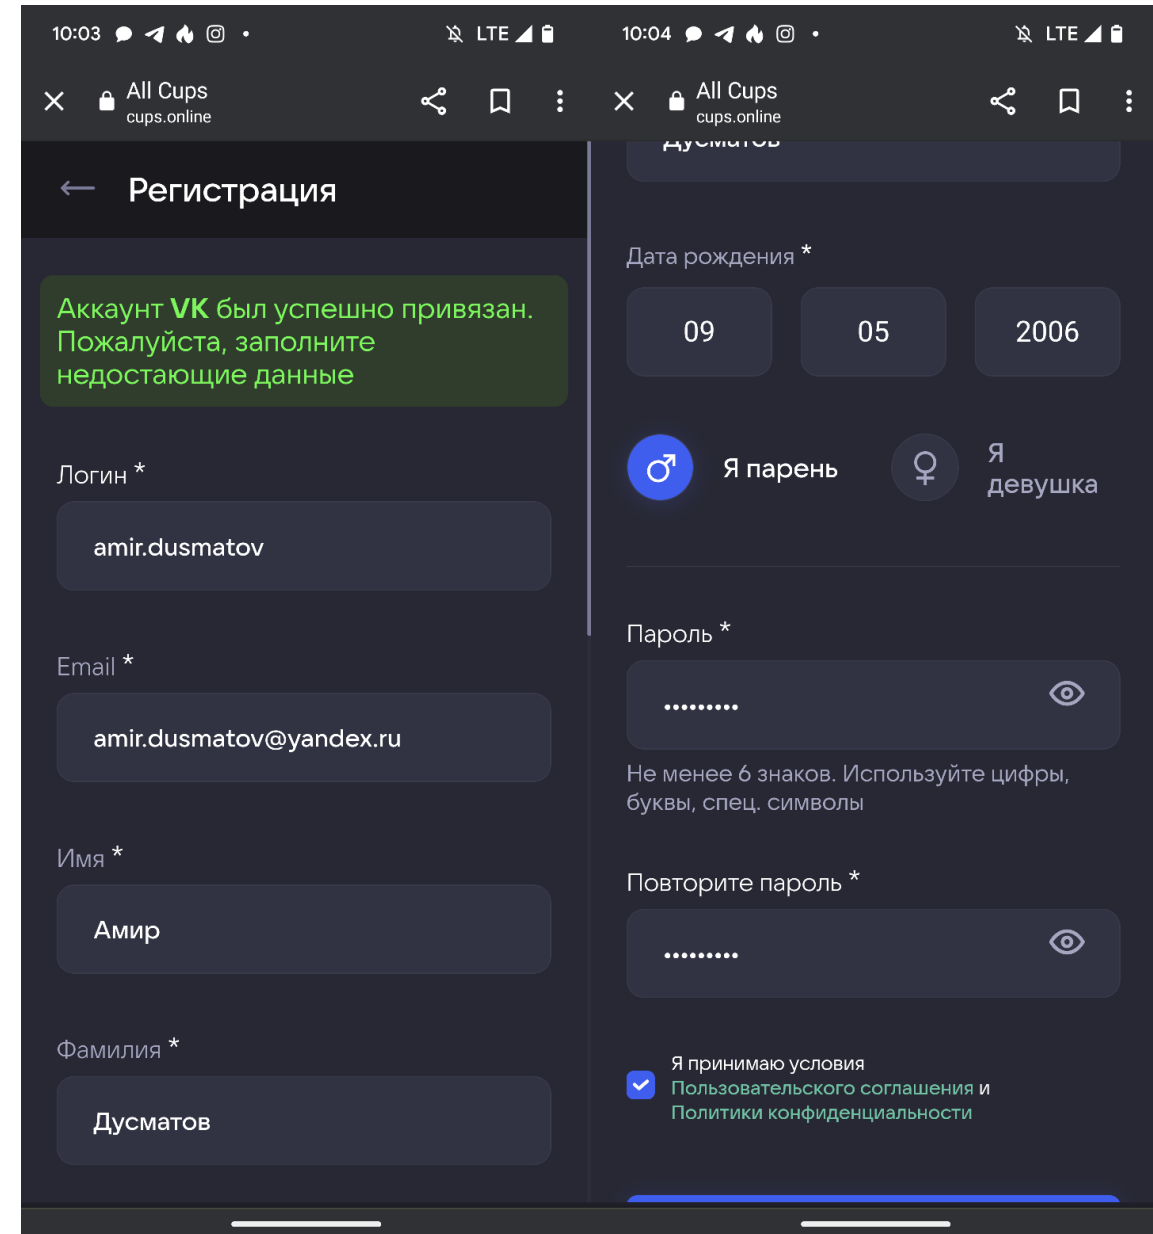 10:03 LTE
All Cups
cups.online
Регистрация
Аккаунт VK был успешно привязан.
Пожалуйста, заполните
недостающие данные
Логин *
amir.dusmatov
Email *
amir.dusmatov@yandex.ru
Имя *
Амир
Фамилия *
Дусматов
10:04 LTE
All Cups
cups.online
Дусматов
Дата рождения *
09 05 2006
Я парень
Я
девушка
Пароль *
•••••••••
Не менее 6 знаков. Используйте цифры,
буквы, спец. символы
Повторите пароль *
•••••••••
Я принимаю условия
Пользовательского соглашения и
Политики конфиденциальности